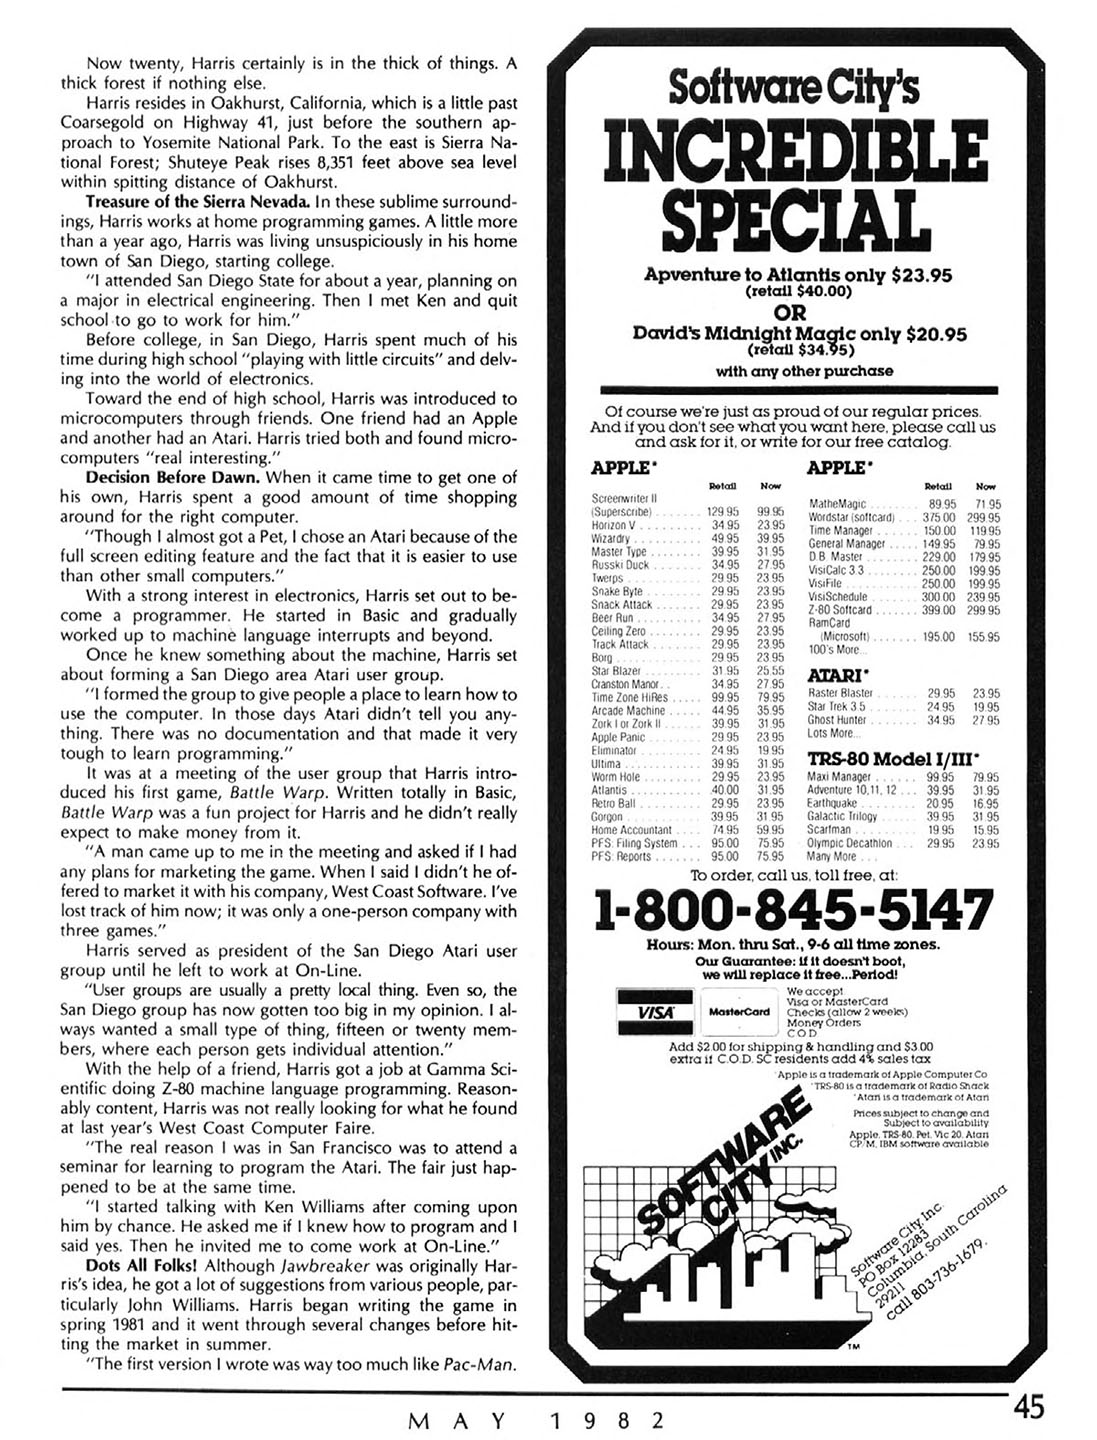 Now twenty, Harris certainly is in the thick of things. A
thick forest if nothing else.
Harris resides in Oakhurst, California, which is a little past
Coarsegold on Highway 41, just before the southern ap-
proach to Yosemite National Park. To the east is Sierra Na-
tional Forest; Shuteye Peak rises 8,351 feet above sea level
within spitting distance of Oakhurst.
Treasure of the Sierra Nevada. In these sublime surround-
ings, Harris works at home programming games. A little more
than a year ago, Harris was living unsuspiciously in his home
town of San Diego, starting college.
"I attended San Diego State for about a year, planning on
a major in electrical engineering. Then I met Ken and quit
school to go to work for him."
Before college, in San Diego, Harris spent much of his
time during high school "playing with little circuits" and delv-
ing into the world of electronics.
Toward the end of high school, Harris was introduced to
microcomputers through friends. One friend had an Apple
and another had an Atari. Harris tried both and found micro-
computers "real interesting."
Decision Before Dawn. When it came time to get one of
his own, Harris spent a good amount of time shopping
around for the right computer.
"Though I almost got a Pet, I chose an Atari because of the
full screen editing feature and the fact that it is easier to use
than other small computers."
With a strong interest in electronics, Harris set out to be-
come a programmer. He started in Basic and gradually
worked up to machine language interrupts and beyond.
Once he knew something about the machine, Harris set
about forming a San Diego area Atari user group.
"I formed the group to give people a place to learn how to
use the computer. In those days Atari didn't tell you any-
thing. There was no documentation and that made it very
tough to learn programming."
It was at a meeting of the user group that Harris intro-
duced his first game, Battle Warp. Written totally in Basic,
Battle Warp was a fun project for Harris and he didn't really
expect to make money from it.
"A man came up to me in the meeting and asked if I had
any plans for marketing the game. When I said I didn't he of-
fered to market it with his company, West Coast Software. I've
lost track of him now; it was only a one-person company with
three games."
Harris served as president of the San Diego Atari user
group until he left to work at On-Line.
"User groups are usually a pretty local thing. Even so, the
San Diego group has now gotten too big in my opinion. I al-
ways wanted a small type of thing, fifteen or twenty mem-
bers, where each person gets individual attention."
With the help of a friend, Harris got a job at Gamma Sci-
entific doing Z-80 machine language programming. Reason-
ably content, Harris was not really looking for what he found
at last year's West Coast Computer Faire.
"The real reason I was in San Francisco was to attend a
seminar for learning to program the Atari. The fair just hap-
pened to be at the same time.
"I started talking with Ken Williams after coming upon
him by chance. He asked me if I knew how to program and I
said yes. Then he invited me to come work at On-Line."
Dots All Folks! Although Jawbreaker was originally Har-
ris's idea, he got a lot of suggestions from various people, par-
ticularly John Williams. Harris began writing the game in
spring 1981 and it went through several changes before hit-
ting the market in summer.
"The first version I wrote was way too much like Pac-Man.
Software City's
INCREDIBLE
SPECIAL
Apventure to Atlantis only $23.95
(retail $40.00)
OR
David's Midnight Magic only $20.95
(retail $34.95)
with any other purchase
Of course we're just as proud of our regular prices.
And if you don't see what you want here, please call us
and ask for it, or write for our free catalog.
APPLE*
Retail Now
Screenwriter II
(Superscribe) 129.95 99.95
Horizon V 34.95 23.95
Wizardry 49.95 39.95
Master Type 39.95 31.95
Russki Duck 34.95 27.95
Twerps 29.95 23.95
Snake Byte 29.95 23.95
Snack Attack 29.95 23.95
Beer Run 34.95 27.95
Ceiling Zero 29.95 23.95
Track Attack 29.95 23.95
Borg 29.95 23.95
Star Blazer 31.95 25.55
Cranston Manor 34.95 27.95
Time Zone HiRes 99.95 79.95
Arcade Machine 44.95 35.95
Zork I or Zork II 39.95 31.95
Apple Panic 29.95 23.95
Eliminator 24.95 19.95
Ultima 39.95 31.95
Worm Hole 29.95 23.95
Atlantis 40.00 31.95
Retro Ball 29.95 23.95
Gorgon 39.95 31.95
Home Accountant 74.95 59.95
PFS: Filing System 95.00 75.95
PFS: Reports 95.00 75.95
APPLE*
Retail Now
MatheMagic 89.95 71.95
Wordstar (softcard) 375.00 299.95
Time Manager 150.00 119.95
General Manager 149.95 79.95
D.B. Master 229.00 179.95
VisiCalc 3.3 250.00 199.95
VisiFile 250.00 199.95
VisiSchedule 300.00 239.95
Z-80 Softcard 399.00 299.95
RamCard
(Microsoft) 195.00 155.95
100's More...
ATARI*
Raster Blaster 29.95 23.95
Star Trek 3.5 24.95 19.95
Ghost Hunter 34.95 27.95
Lots More...
TRS-80 Model I/III*
Maxi Manager 99.95 79.95
Adventure 10, 11, 12 39.95 31.95
Earthquake 20.95 16.95
Galactic Trilogy 39.95 31.95
Scarfman 19.95 15.95
Olympic Decathlon 29.95 23.95
Many More ...
To order, call us, toll free, at:
1-800-845-5147
Hours: Mon. thru Sat., 9-6 all time zones.
Our Guarantee: If it doesn't boot,
we will replace it free...Period!
VISA
MasterCard
We accept
Visa or MasterCard
Checks (allow 2 weeks)
Money Orders
C.O.D.
Add $2.00 for shipping & handling and $3.00
extra if C.O.D. SC residents add 4% sales tax
*Apple is a trademark of Apple Computer Co
*TRS-80 is a trademark of Radio Shack
*Atari is a trademark of Atari
Prices subject to change and
Subject to availability
Apple, TRS-80, Pet, Vic 20, Atari
CP/M, IBM software available
SOFTWARE
CITY INC.
Software City, Inc.
PO Box 12283
Columbia, South Carolina
29211
call 803-736-1679.
TM
MAY 1982
45